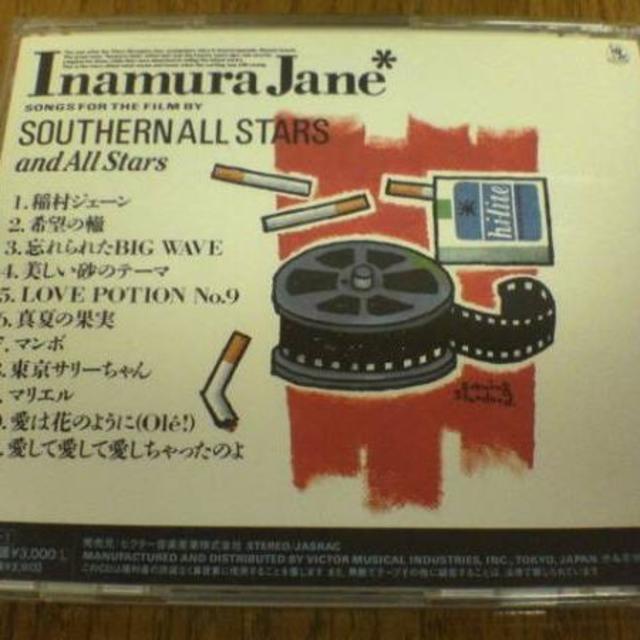 Inamura Jane*
SONGS FOR THE FILM BY
SOUTHERN ALL STARS
and All Stars
1. 稲村ジェーン
2. 希望の轍
3. 忘れられたBIG WAVE
4. 美しい砂のテーマ
5. LOVE POTION No.9
6. 真夏の果実
7. マンボ
. 東京サリーちゃん
. マリエル
. 愛は花のように(Olé!)
. 愛して愛して愛しちゃったのよ
hi-lite
evening
standard
¥3,000
発売元/ビクター音楽産業株式会社 STEREO/JASRAC
MANUFACTURED AND DISTRIBUTED BY VICTOR MUSICAL INDUSTRIES, INC., TOKYO, JAPAN.